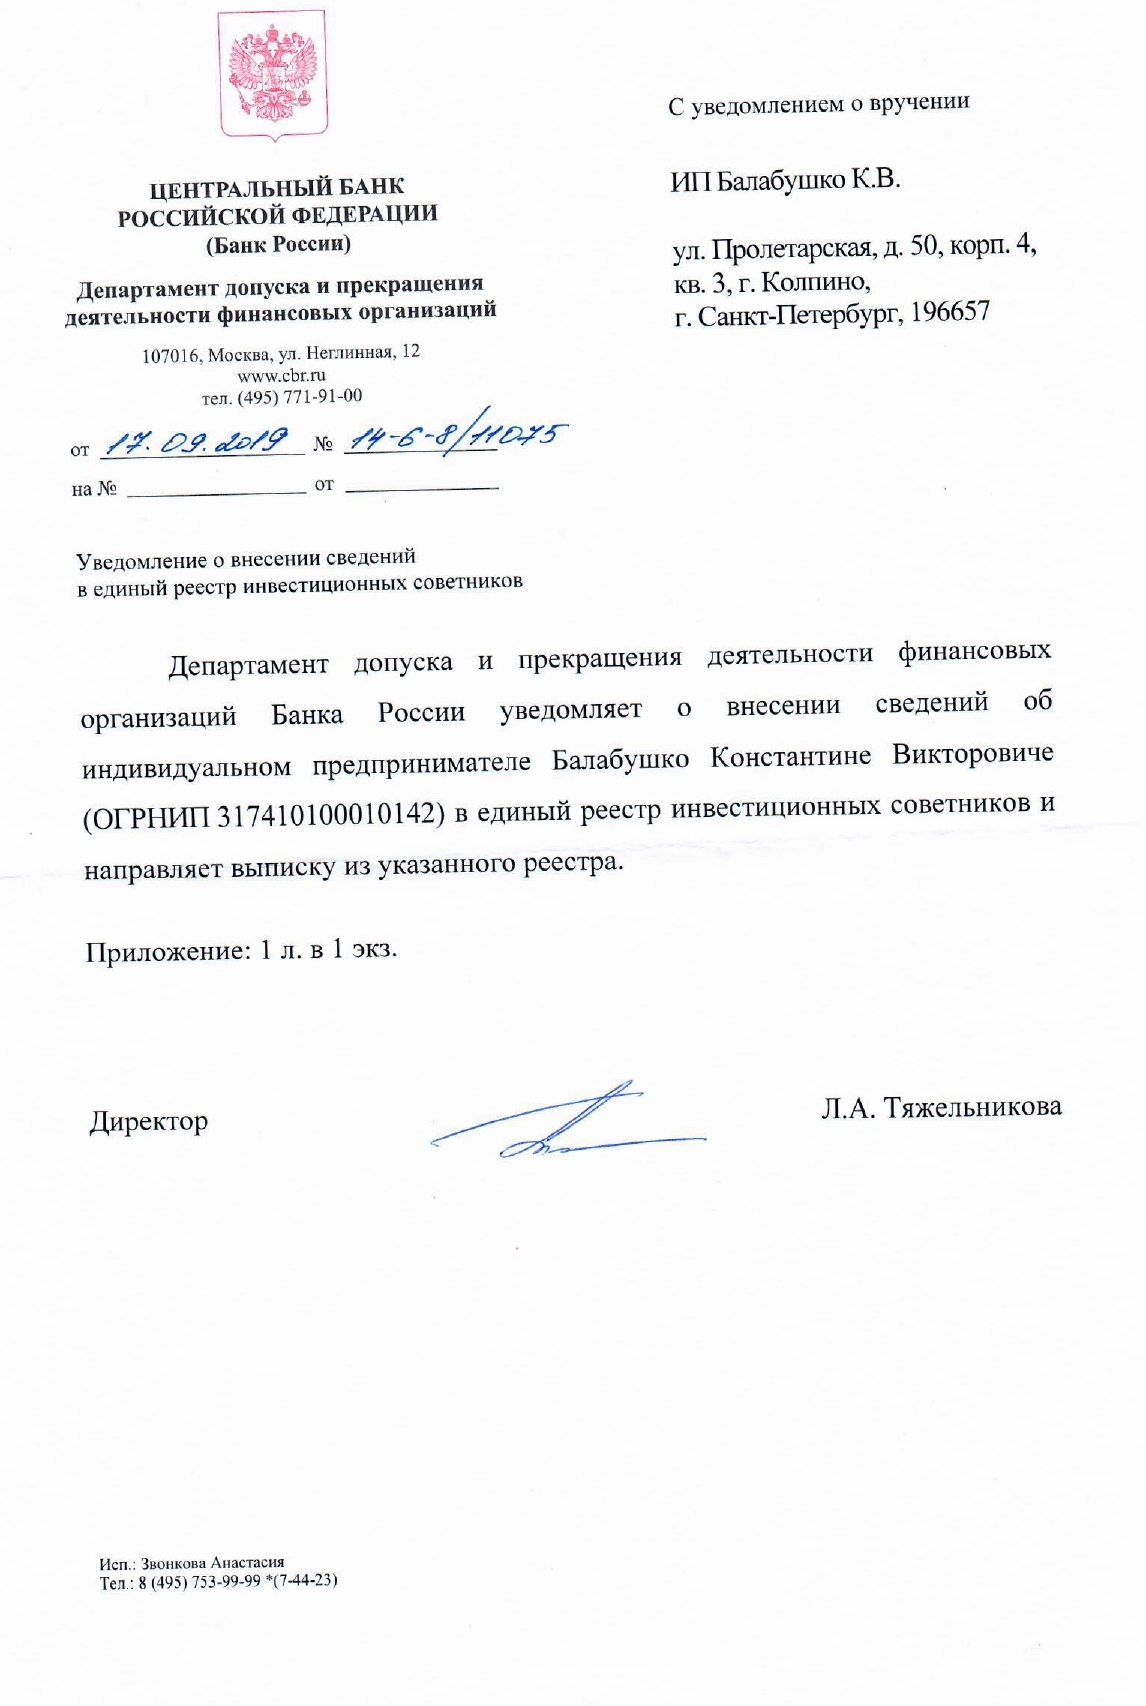 ЦЕНТРАЛЬНЫЙ БАНК
РОССИЙСКОЙ ФЕДЕРАЦИИ
(Банк России)
Департамент допуска и прекращения
деятельности финансовых организаций
107016, Москва, ул. Неглинная, 12
www.cbr.ru
тел. (495) 771-91-00
от 17.09.2019 № 14-6-8/11075
на № от
С уведомлением о вручении
ИП Балабушко К.В.
ул. Пролетарская, д. 50, корп. 4,
кв. 3, г. Колпино,
г. Санкт-Петербург, 196657
Уведомление о внесении сведений
в единый реестр инвестиционных советников
Департамент допуска и прекращения деятельности финансовых
организаций Банка России уведомляет о внесении сведений об
индивидуальном предпринимателе Балабушко Константине Викторовиче
(ОГРНИП 317410100010142) в единый реестр инвестиционных советников и
направляет выписку из указанного реестра.
Приложение: 1 л. в 1 экз.
Директор Л.А. Тяжельникова
Исп.: Звонкова Анастасия
Тел.: 8 (495) 753-99-99 *(7-44-23)